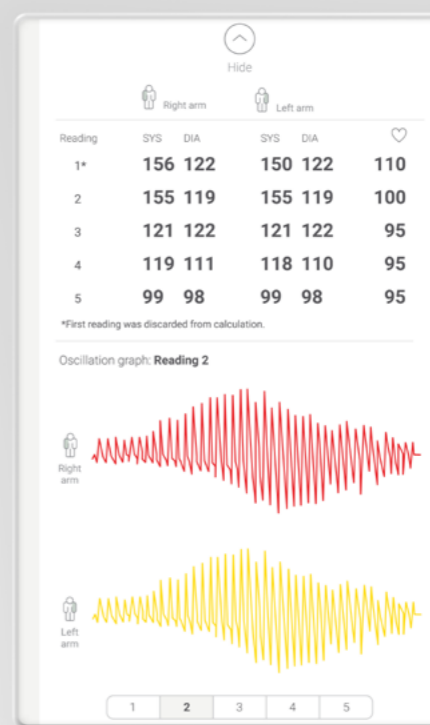 Hide
Right arm Left arm
Reading SYS DIA SYS DIA
1* 156 122 150 122 110
2 155 119 155 119 100
3 121 122 121 122 95
4 119 111 118 110 95
5 99 98 99 98 95
*First reading was discarded from calculation.
Oscillation graph: Reading 2
Right
arm
Left
arm
1 2 3 4 5